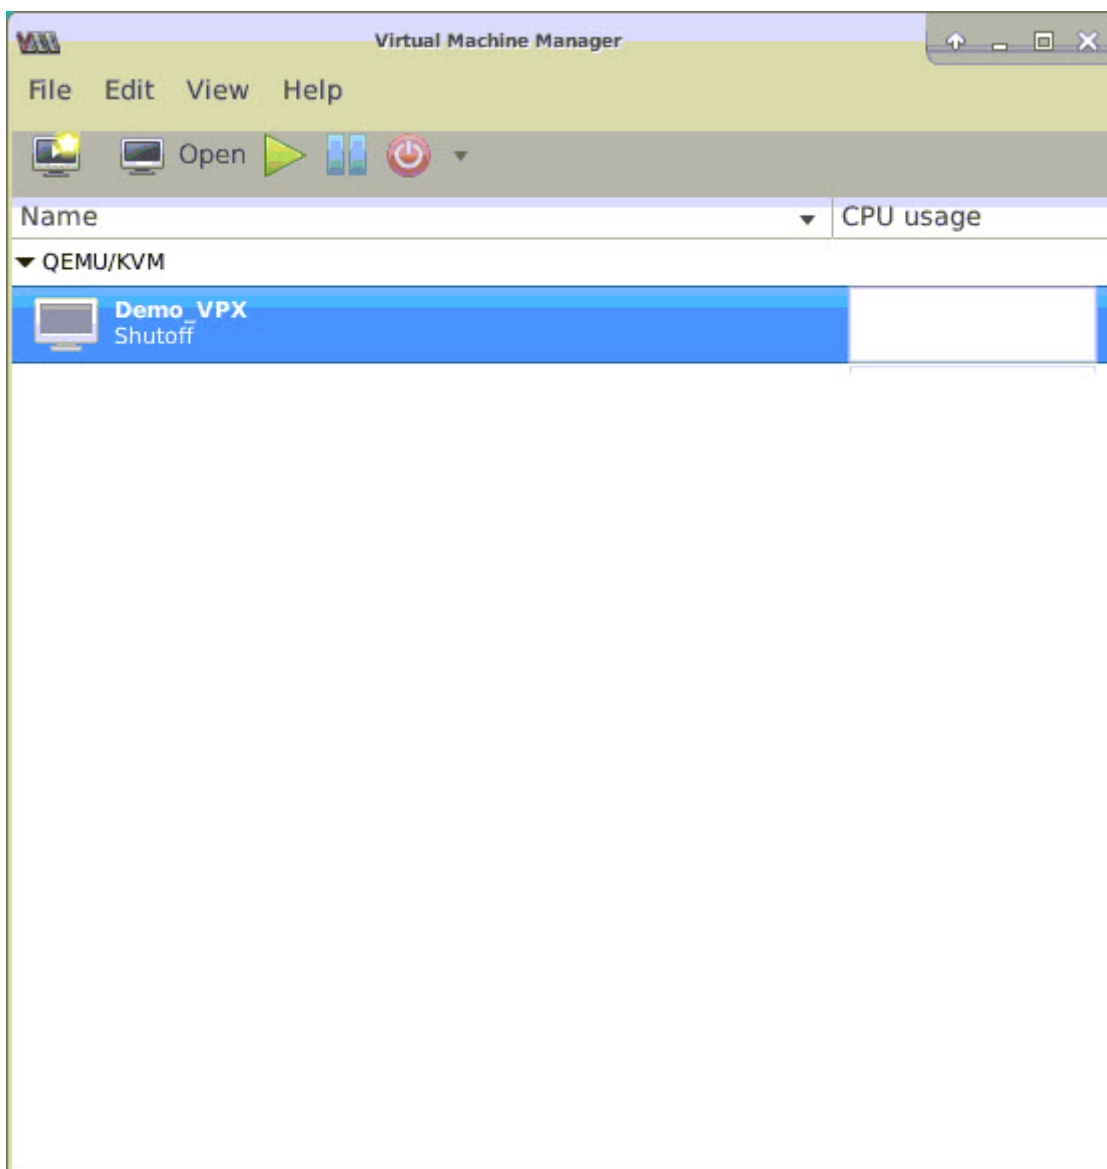 Virtual Machine Manager
File Edit View Help
Open
Name CPU usage
QEMU/KVM
Demo_VPX
Shutoff